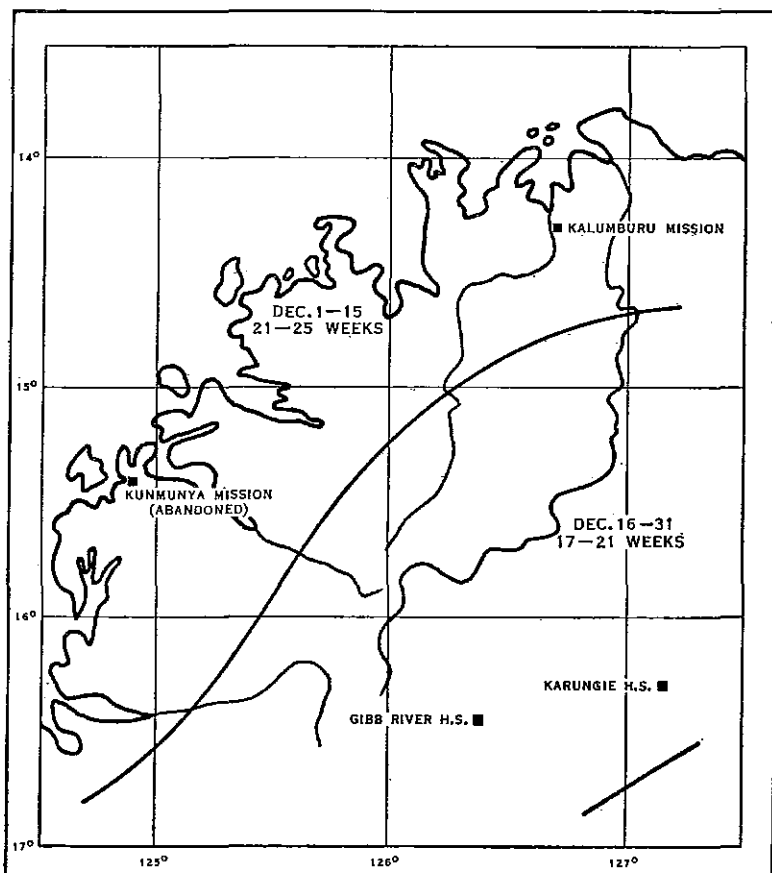 14°
KALUMBURU MISSION
DEC.1—15
21—25 WEEKS
15°
KUNMUNYA MISSION
(ABANDONED)
DEC.16—31
17—21 WEEKS
16°
KARUNGIE H.S.
GIBB RIVER H.S.
17°
125°
126°
127°